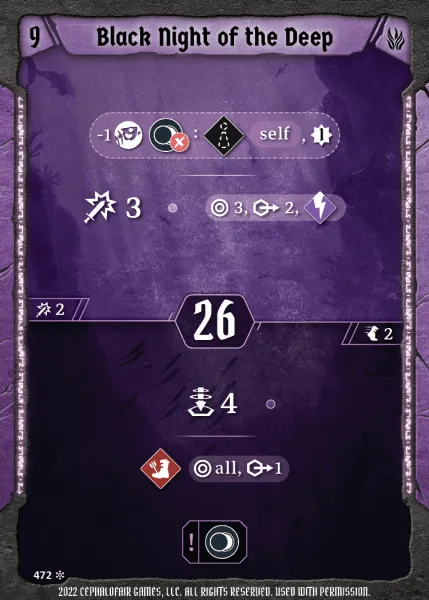 9 Black Night of the Deep
-1 : self ,
3 3, 2,
2
26
2
4
all, 1
!
472
2022 CEPHALOFAIR GAMES, LLC. ALL RIGHTS RESERVED. USED WITH PERMISSION.